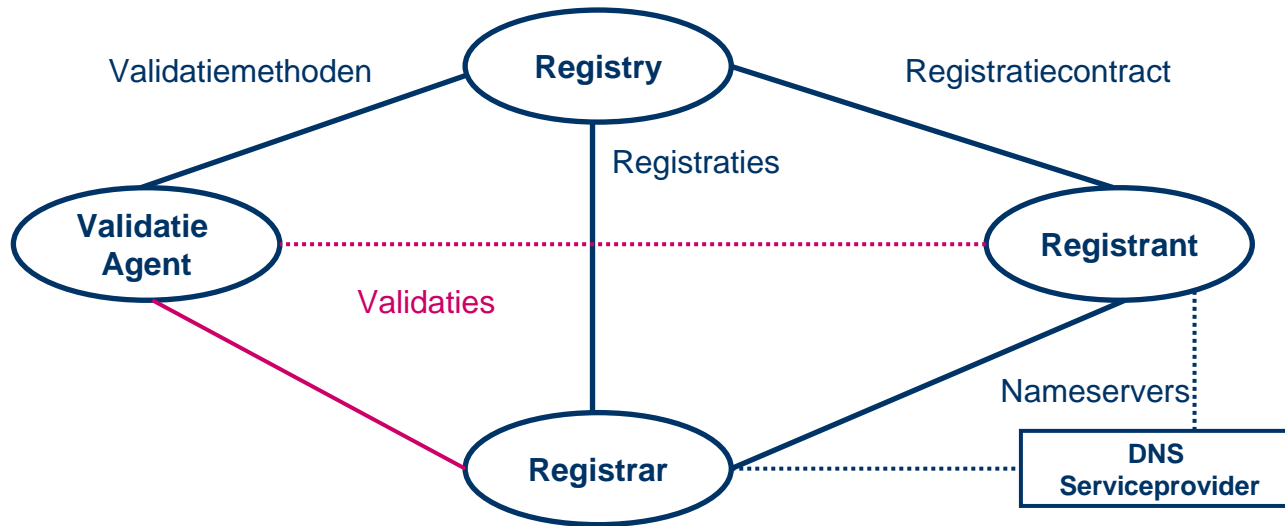 Registry
Validatiemethoden
Registratiecontract
Registraties
Validatie
Agent
Registrant
Validaties
Nameservers
Registrar
DNS
Serviceprovider